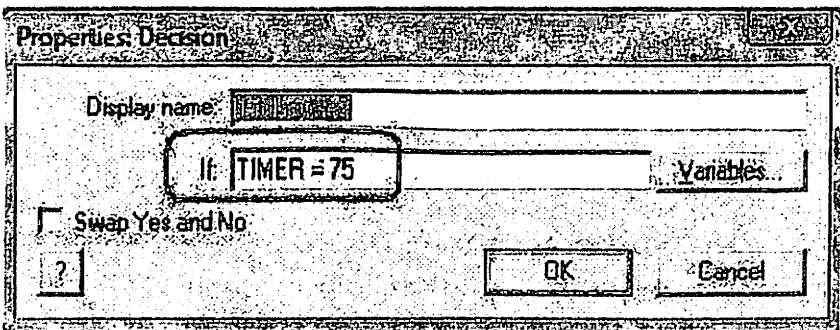 Properties: Decision
Display name:
If: TIMER = 75
Variables...
Swap Yes and No
?
OK
Cancel